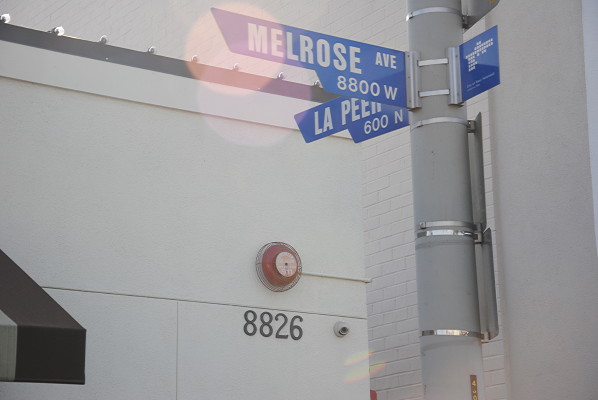 MELROSE AVE
8800 W
LA PEER
600 N
8826